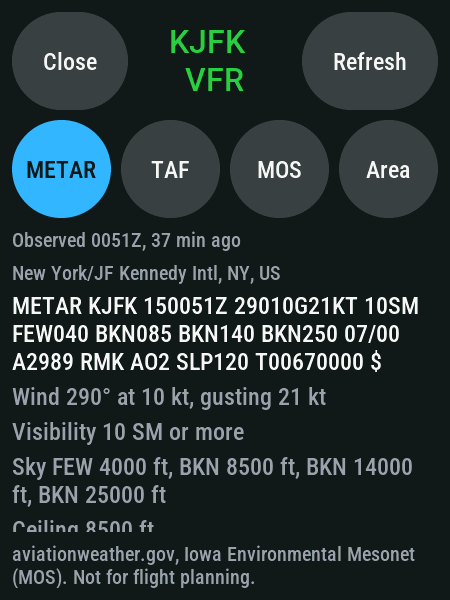 Close
KJFK
VFR
Refresh
METAR
TAF
MOS
Area
Observed 0051Z, 37 min ago
New York/JF Kennedy Intl, NY, US
METAR KJFK 150051Z 29010G21KT 10SM
FEW040 BKN085 BKN140 BKN250 07/00
A2989 RMK AO2 SLP120 T00670000 $
Wind 290° at 10 kt, gusting 21 kt
Visibility 10 SM or more
Sky FEW 4000 ft, BKN 8500 ft, BKN 14000
ft, BKN 25000 ft
Ceiling 8500 ft
aviationweather.gov, Iowa Environmental Mesonet
(MOS). Not for flight planning.